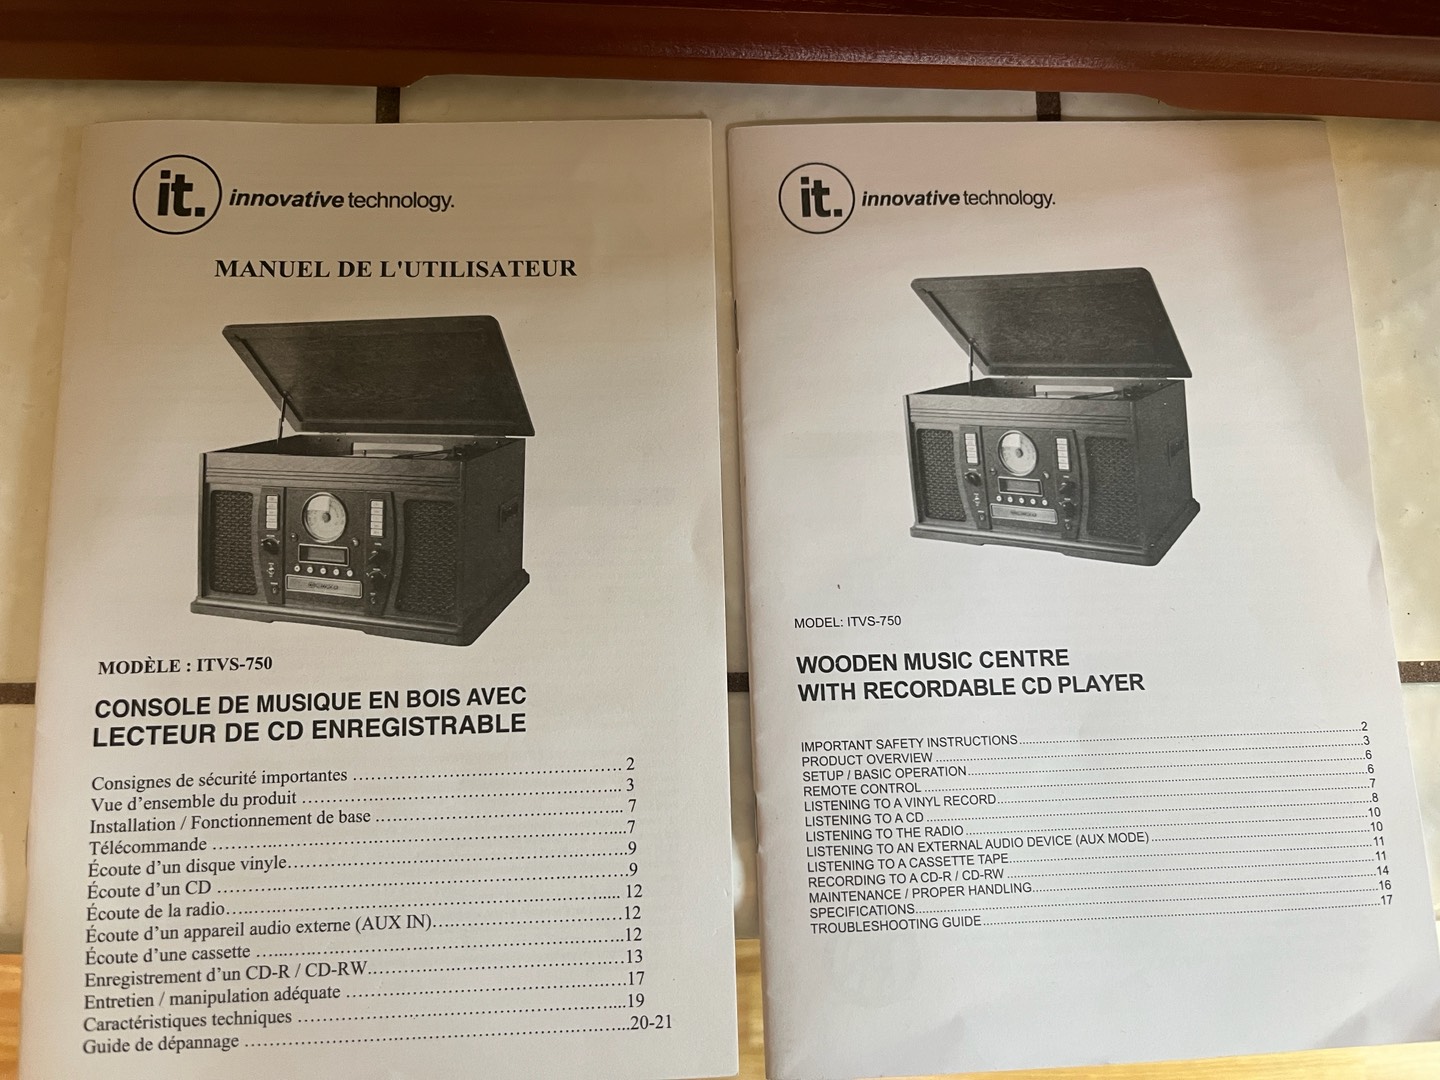 it.
innovative technology.
MANUEL DE L'UTILISATEUR
MODÈLE : ITVS-750
CONSOLE DE MUSIQUE EN BOIS AVEC
LECTEUR DE CD ENREGISTRABLE
Consignes de sécurité importantes ........ 2
Vue d'ensemble du produit ........ 3
Installation / Fonctionnement de base ........ 7
Télécommande ........ 7
Écoute d'un disque vinyle ........ 9
Écoute d'un CD ........ 9
Écoute de la radio ........ 12
Écoute d'un appareil audio externe (AUX IN) ........ 12
Écoute d'une cassette ........ 12
Enregistrement d'un CD-R / CD-RW ........ 13
Entretien / manipulation adéquate ........ 17
Caractéristiques techniques ........ 19
Guide de dépannage ........ 20-21
it.
innovative technology.
MODEL: ITVS-750
WOODEN MUSIC CENTRE
WITH RECORDABLE CD PLAYER
IMPORTANT SAFETY INSTRUCTIONS ........ 2
PRODUCT OVERVIEW ........ 3
SETUP / BASIC OPERATION ........ 6
REMOTE CONTROL ........ 6
LISTENING TO A VINYL RECORD ........ 7
LISTENING TO A CD ........ 8
LISTENING TO THE RADIO ........ 10
LISTENING TO AN EXTERNAL AUDIO DEVICE (AUX MODE) ........ 10
LISTENING TO A CASSETTE TAPE ........ 11
RECORDING TO A CD-R / CD-RW ........ 11
MAINTENANCE / PROPER HANDLING ........ 14
SPECIFICATIONS ........ 16
TROUBLESHOOTING GUIDE ........ 17